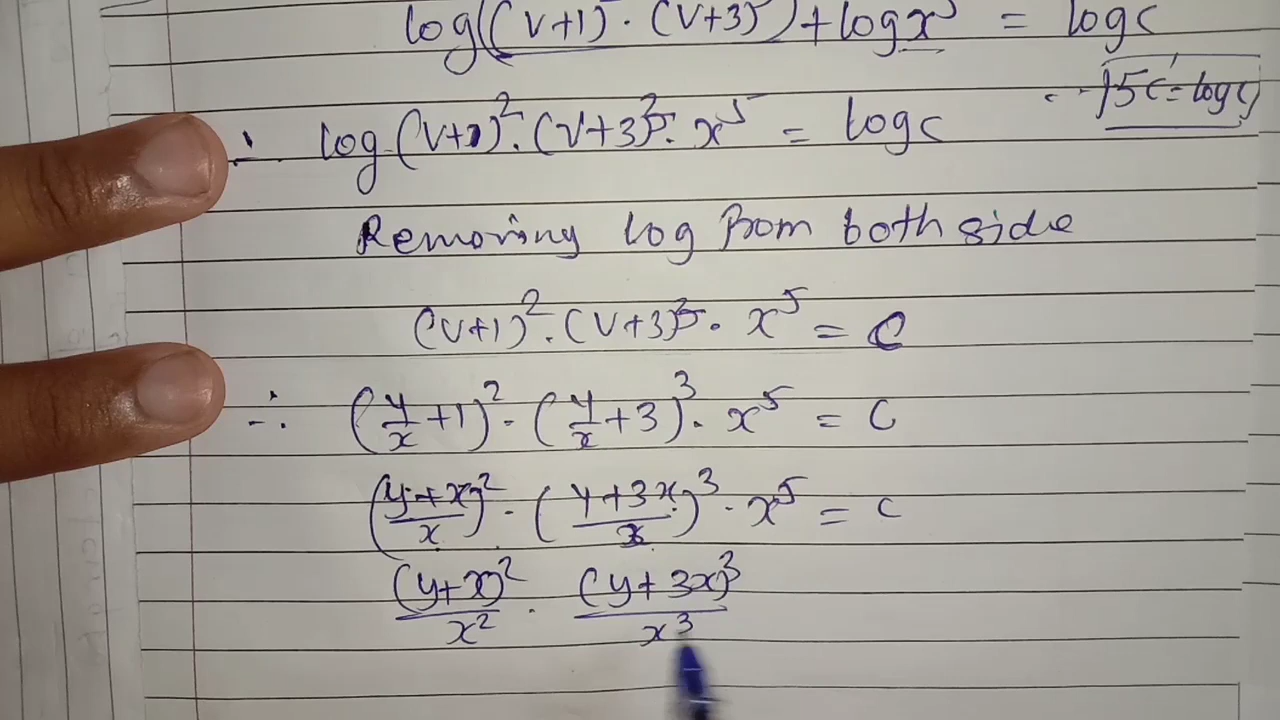 log((v+1)² · (v+3)³) + log x⁵ = log c
∴ log (v+1)² · (v+3)³ · x⁵ = log c ... [5c' = log c]
Removing log from both side
(v+1)² · (v+3)³ · x⁵ = c
∴ (y/x + 1)² · (y/x + 3)³ · x⁵ = c
((y+x)/x)² · ((y+3x)/x)³ · x⁵ = c
(y+x)²/x² · (y+3x)³/x³